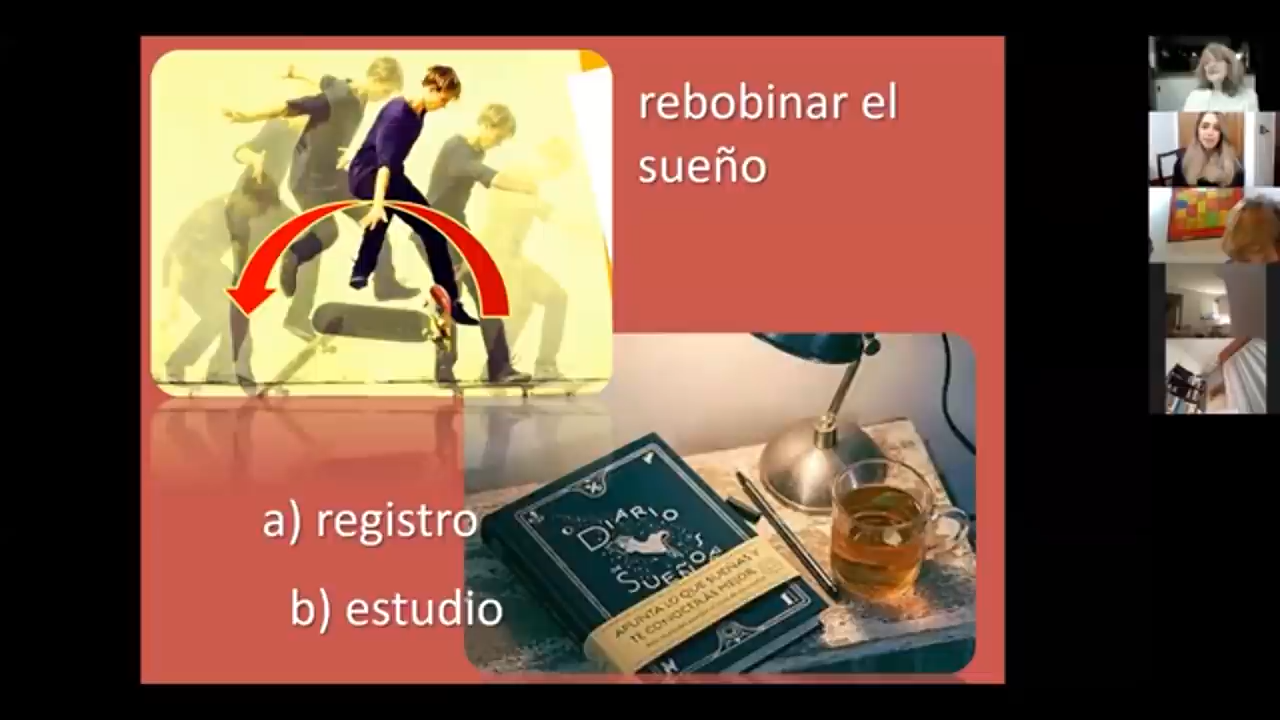 rebobinar el
sueño
a) registro
b) estudio
DIARIO
DE
SUEÑOS
APUNTA LO QUE SUEÑAS Y
TE CONOCERÁS MEJOR